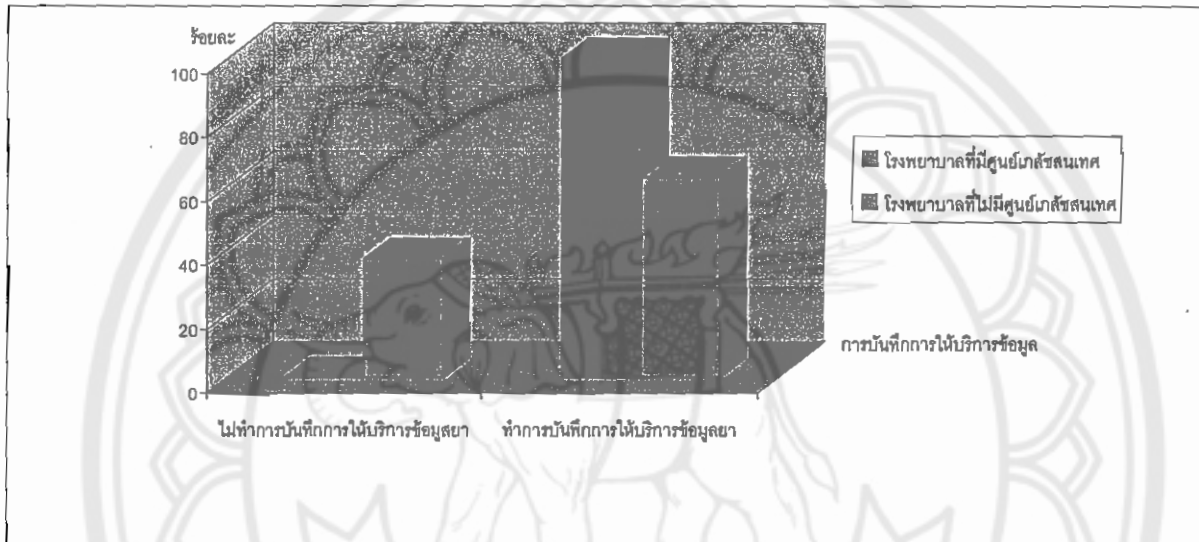 ร้อยละ
100
80
60
40
20
0
โรงพยาบาลที่มีศูนย์เภสัชสนเทศ
โรงพยาบาลที่ไม่มีศูนย์เภสัชสนเทศ
การบันทึกการให้บริการข้อมูล
ไม่ทำการบันทึกการให้บริการข้อมูลยา
ทำการบันทึกการให้บริการข้อมูลยา